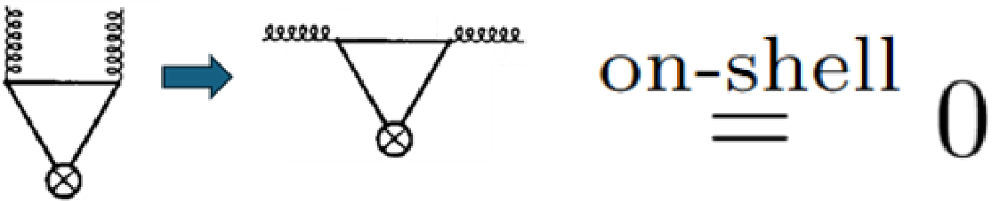 on-shell
= 0